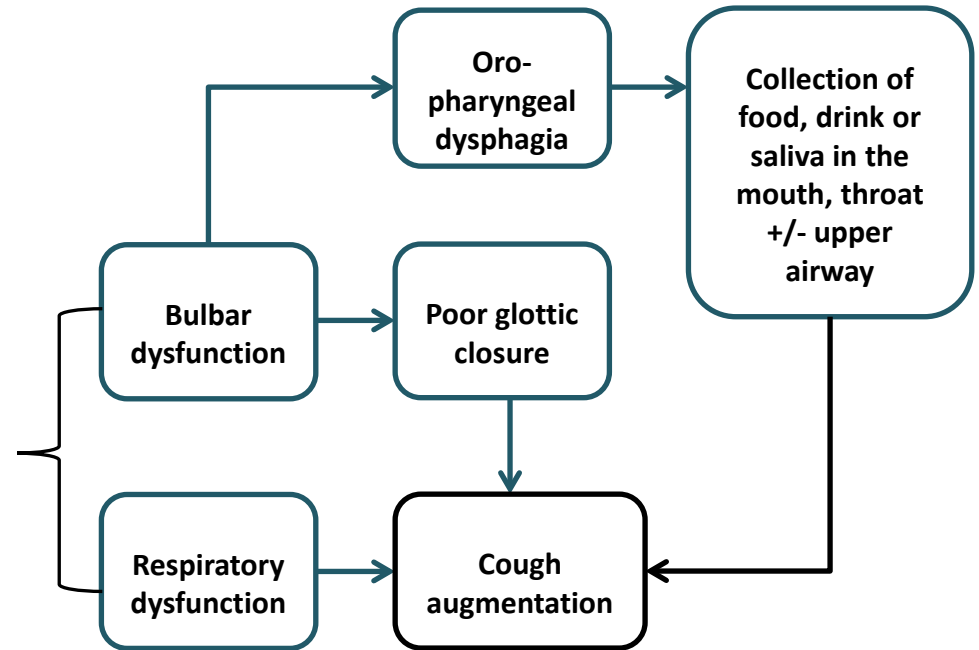 Oro-
pharyngeal
dysphagia
Collection of
food, drink or
saliva in the
mouth, throat
+/- upper
airway
Bulbar
dysfunction
Poor glottic
closure
Respiratory
dysfunction
Cough
augmentation